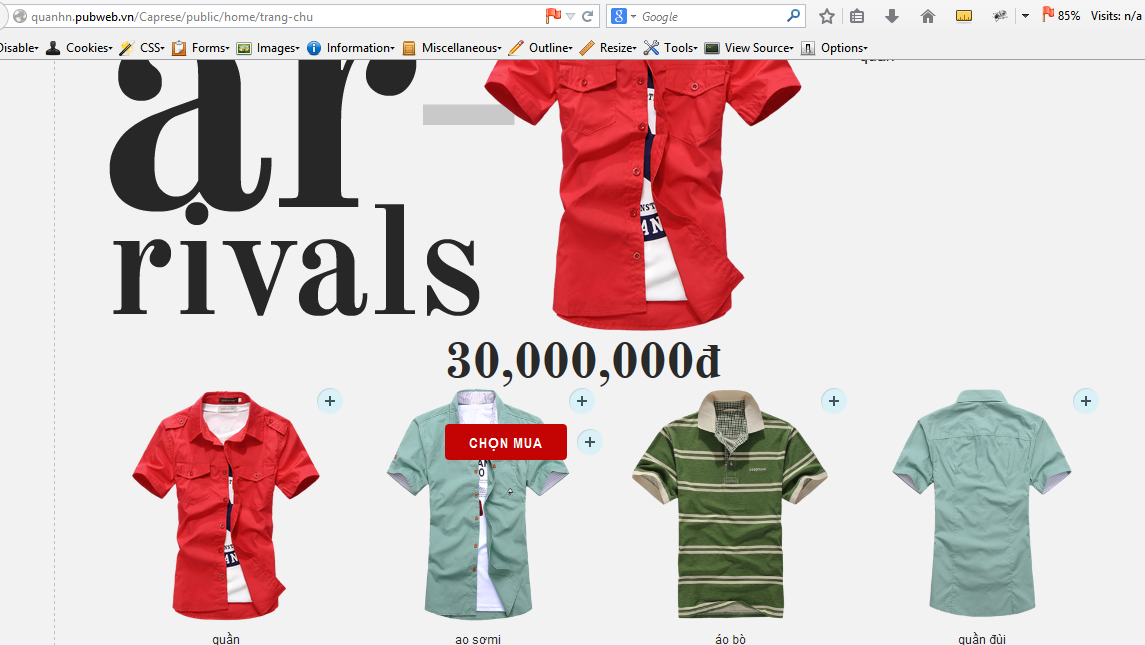 quanhn.pubweb.vn/Caprese/public/home/trang-chu
Google
85%
Visits: n/a
Disable
Cookies
CSS
Forms
Images
Information
Miscellaneous
Outline
Resize
Tools
View Source
Options
quần
ar-
rivals
30,000,000đ
CHỌN MUA
quần
ao sơmi
áo bò
quần đùi